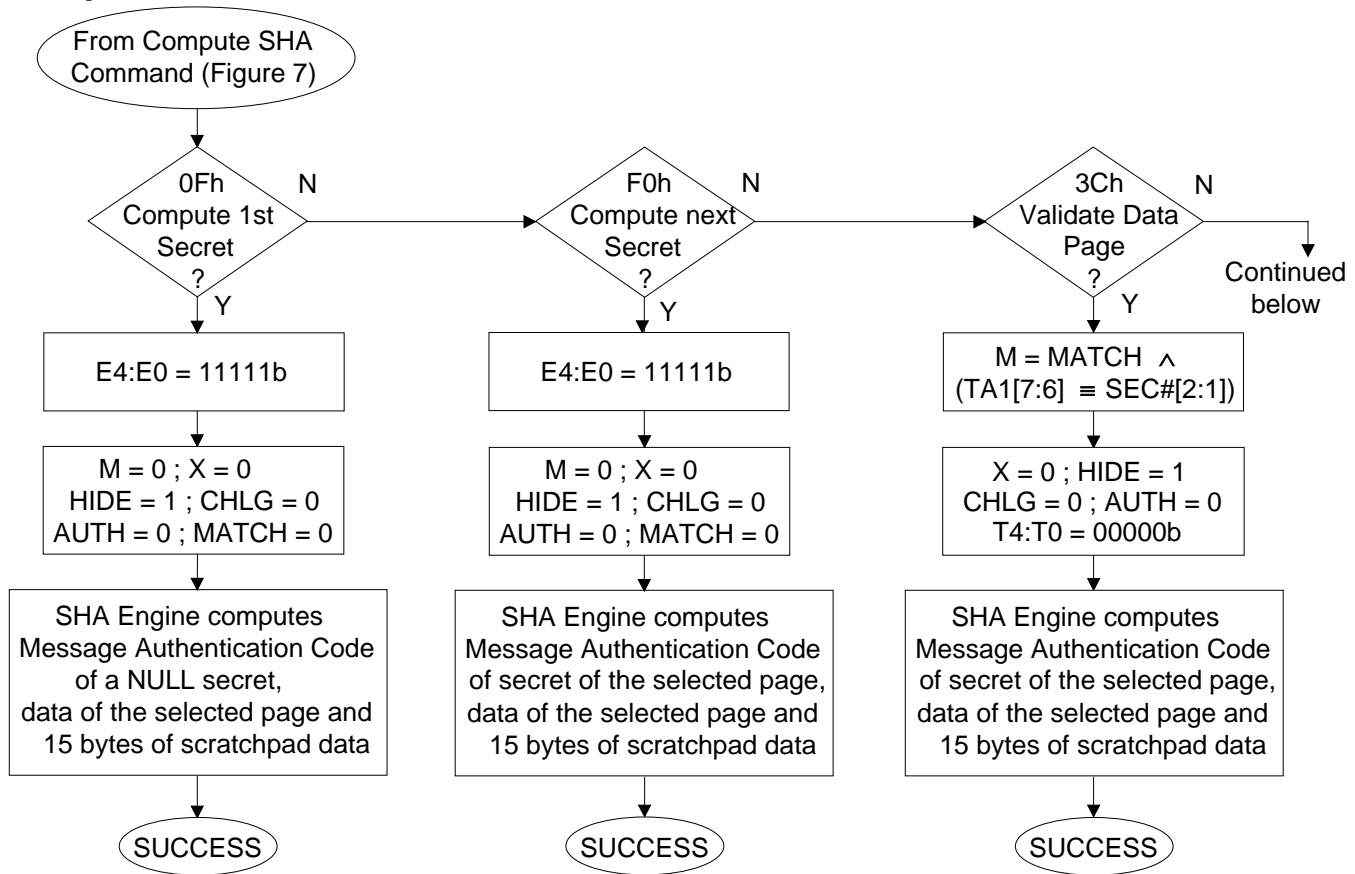 From Compute SHA
Command (Figure 7)
0Fh
Compute 1st
Secret
?
N
Y
F0h
Compute next
Secret
?
N
Y
3Ch
Validate Data
Page
?
N
Y
Continued
below
E4:E0 = 11111b
E4:E0 = 11111b
M = MATCH ∧
(TA1[7:6] ≡ SEC#[2:1])
M = 0 ; X = 0
HIDE = 1 ; CHLG = 0
AUTH = 0 ; MATCH = 0
M = 0 ; X = 0
HIDE = 1 ; CHLG = 0
AUTH = 0 ; MATCH = 0
X = 0 ; HIDE = 1
CHLG = 0 ; AUTH = 0
T4:T0 = 00000b
SHA Engine computes
Message Authentication Code
of a NULL secret,
data of the selected page and
15 bytes of scratchpad data
SHA Engine computes
Message Authentication Code
of secret of the selected page,
data of the selected page and
15 bytes of scratchpad data
SHA Engine computes
Message Authentication Code
of secret of the selected page,
data of the selected page and
15 bytes of scratchpad data
SUCCESS
SUCCESS
SUCCESS